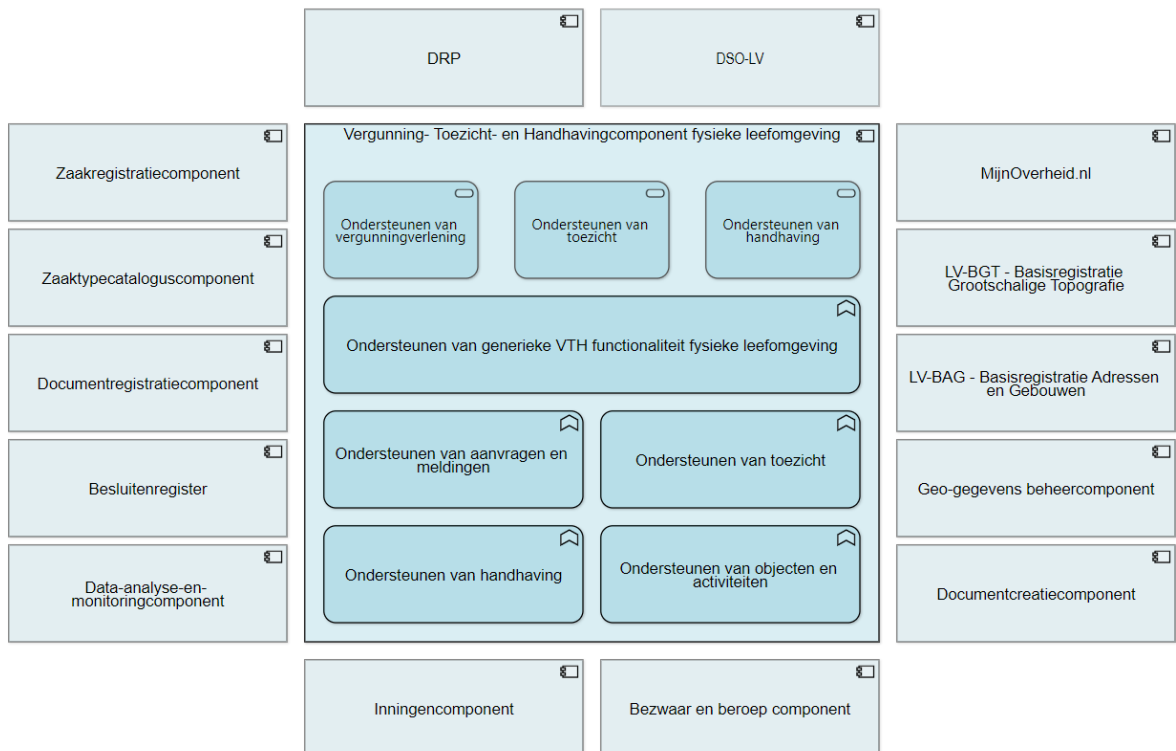 DRP
DSO-LV
Zaakregistratiecomponent
Zaaktypecataloguscomponent
Documentregistratiecomponent
Besluitenregister
Data-analyse-en-
monitoringcomponent
Vergunning- Toezicht- en Handhavingcomponent fysieke leefomgeving
Ondersteunen van
vergunningverlening
Ondersteunen van
toezicht
Ondersteunen van
handhaving
Ondersteunen van generieke VTH functionaliteit fysieke leefomgeving
Ondersteunen van aanvragen en
meldingen
Ondersteunen van toezicht
Ondersteunen van handhaving
Ondersteunen van objecten en
activiteiten
MijnOverheid.nl
LV-BGT - Basisregistratie
Grootschalige Topografie
LV-BAG - Basisregistratie Adressen
en Gebouwen
Geo-gegevens beheercomponent
Documentcreatiecomponent
Inningencomponent
Bezwaar en beroep component